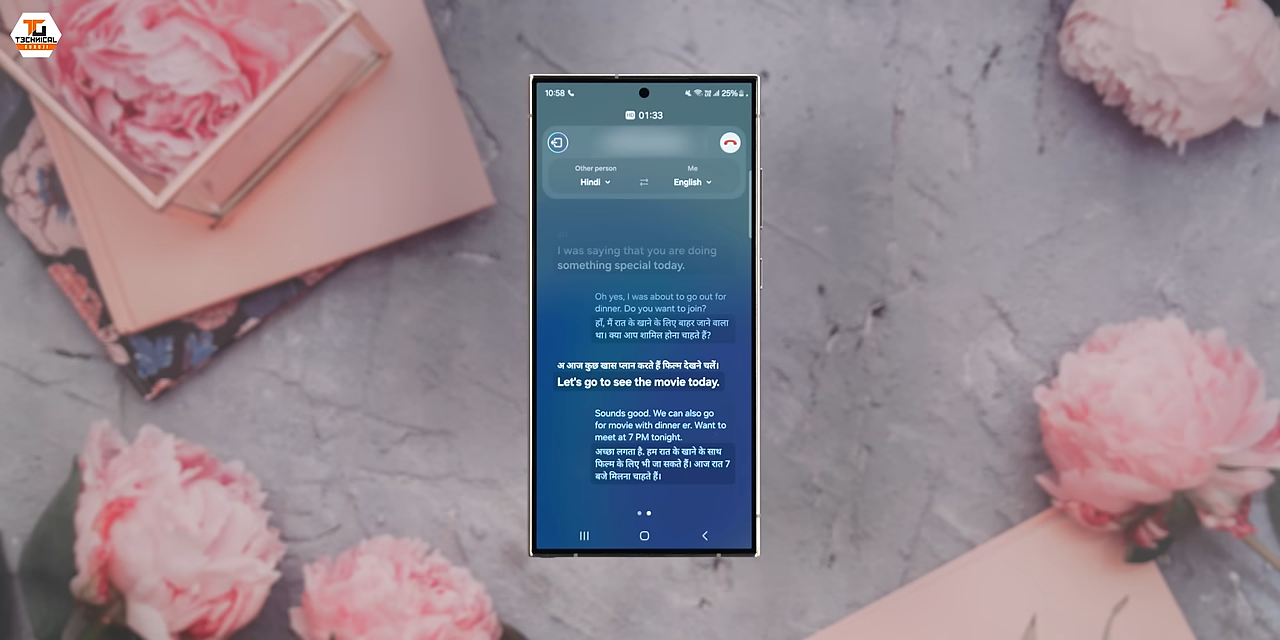 TG
TECHNICAL
GURUJI
10:58
25%
HD 01:33
Other person
Me
Hindi
English
I was saying that you are doing
something special today.
Oh yes, I was about to go out for
dinner. Do you want to join?
हाँ, मैं रात के खाने के लिए बाहर जाने वाला
था। क्या आप शामिल होना चाहते हैं?
अ आज कुछ खास प्लान करते हैं फिल्म देखने चलें।
Let's go to see the movie today.
Sounds good. We can also go
for movie with dinner er. Want to
meet at 7 PM tonight.
अच्छा लगता है. हम रात के खाने के साथ
फिल्म के लिए भी जा सकते हैं। आज रात 7
बजे मिलना चाहते हैं।